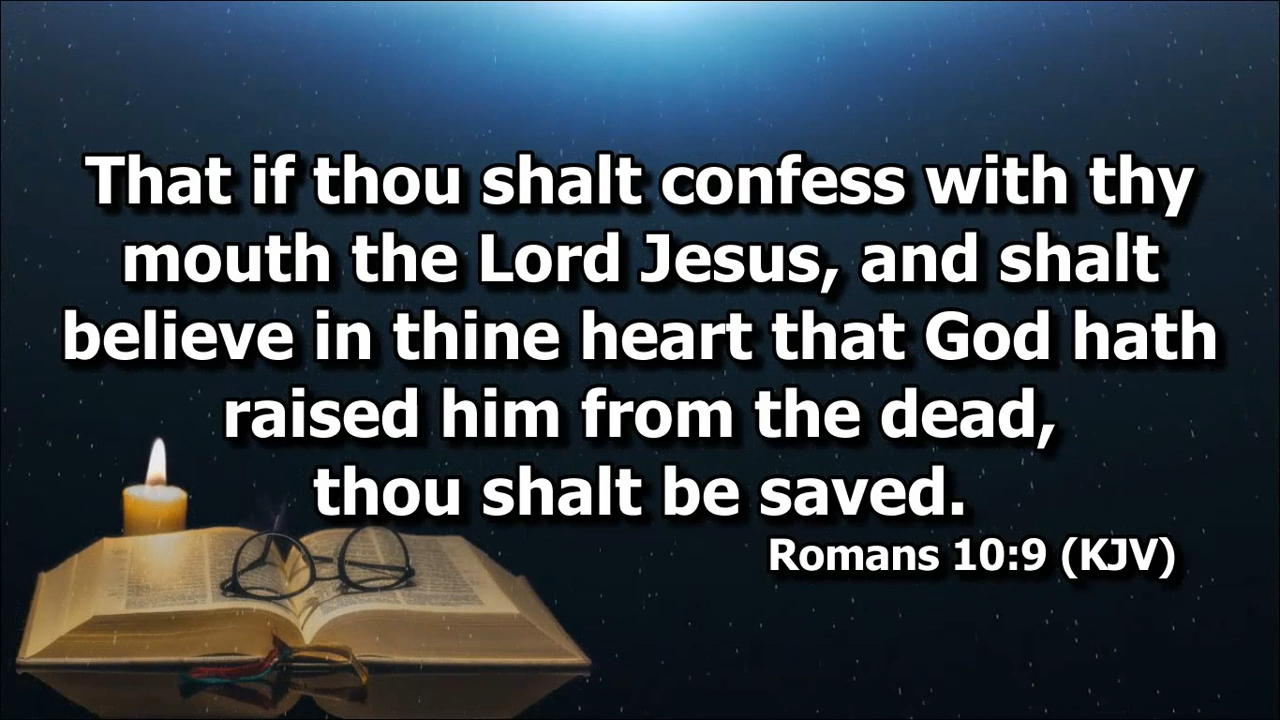 That if thou shalt confess with thy
mouth the Lord Jesus, and shalt
believe in thine heart that God hath
raised him from the dead,
thou shalt be saved.
Romans 10:9 (KJV)